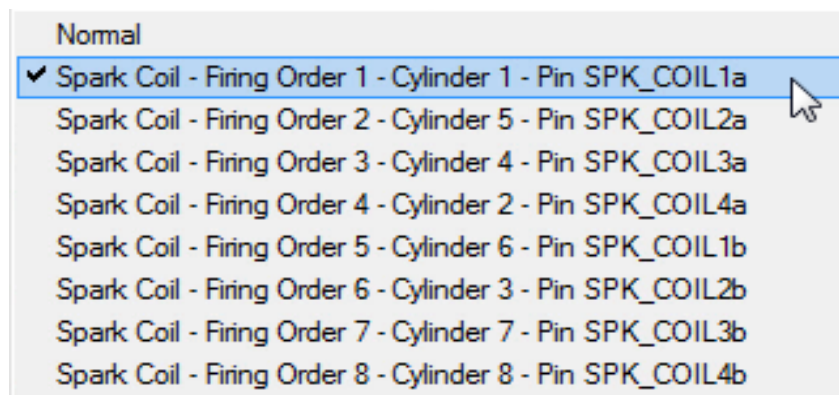 Normal
Spark Coil - Firing Order 1 - Cylinder 1 - Pin SPK_COIL1a
Spark Coil - Firing Order 2 - Cylinder 5 - Pin SPK_COIL2a
Spark Coil - Firing Order 3 - Cylinder 4 - Pin SPK_COIL3a
Spark Coil - Firing Order 4 - Cylinder 2 - Pin SPK_COIL4a
Spark Coil - Firing Order 5 - Cylinder 6 - Pin SPK_COIL1b
Spark Coil - Firing Order 6 - Cylinder 3 - Pin SPK_COIL2b
Spark Coil - Firing Order 7 - Cylinder 7 - Pin SPK_COIL3b
Spark Coil - Firing Order 8 - Cylinder 8 - Pin SPK_COIL4b